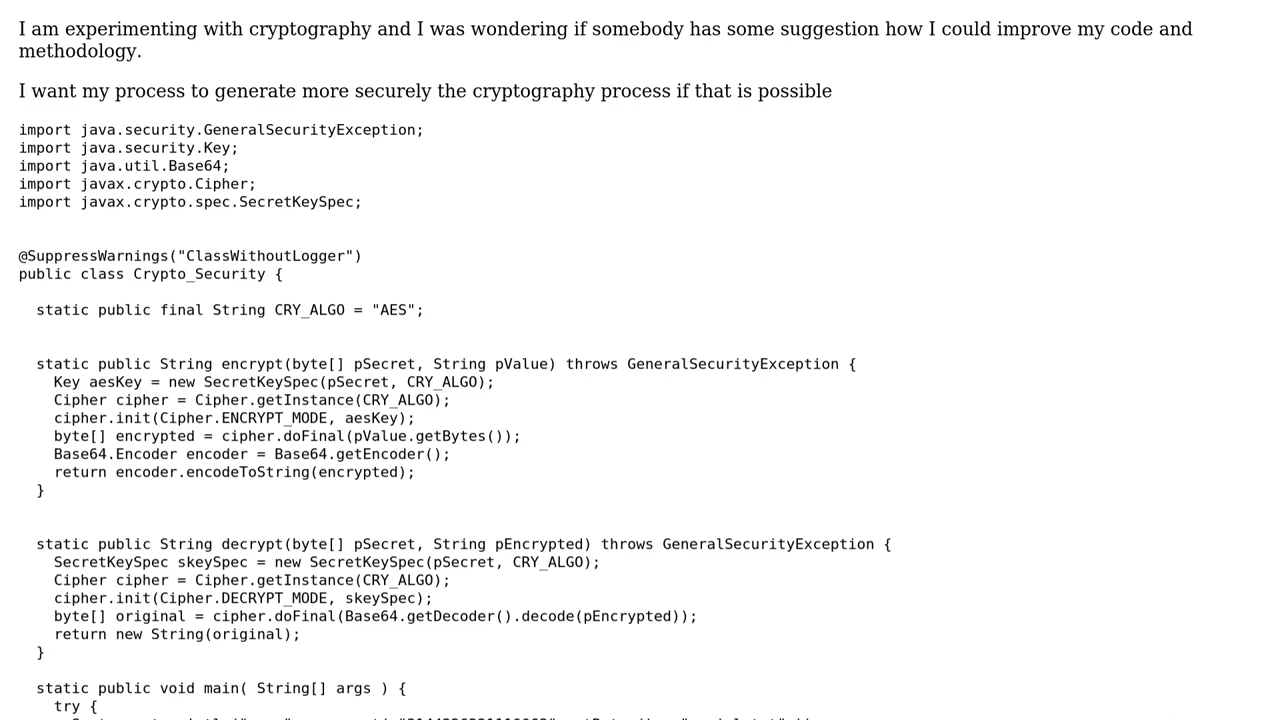 I am experimenting with cryptography and I was wondering if somebody has some suggestion how I could improve my code and
methodology.
I want my process to generate more securely the cryptography process if that is possible
import java.security.GeneralSecurityException;
import java.security.Key;
import java.util.Base64;
import javax.crypto.Cipher;
import javax.crypto.spec.SecretKeySpec;
@SuppressWarnings("ClassWithoutLogger")
public class Crypto_Security {
static public final String CRY_ALGO = "AES";
static public String encrypt(byte[] pSecret, String pValue) throws GeneralSecurityException {
Key aesKey = new SecretKeySpec(pSecret, CRY_ALGO);
Cipher cipher = Cipher.getInstance(CRY_ALGO);
cipher.init(Cipher.ENCRYPT_MODE, aesKey);
byte[] encrypted = cipher.doFinal(pValue.getBytes());
Base64.Encoder encoder = Base64.getEncoder();
return encoder.encodeToString(encrypted);
}
static public String decrypt(byte[] pSecret, String pEncrypted) throws GeneralSecurityException {
SecretKeySpec skeySpec = new SecretKeySpec(pSecret, CRY_ALGO);
Cipher cipher = Cipher.getInstance(CRY_ALGO);
cipher.init(Cipher.DECRYPT_MODE, skeySpec);
byte[] original = cipher.doFinal(Base64.getDecoder().decode(pEncrypted));
return new String(original);
}
static public void main( String[] args ) {
try {